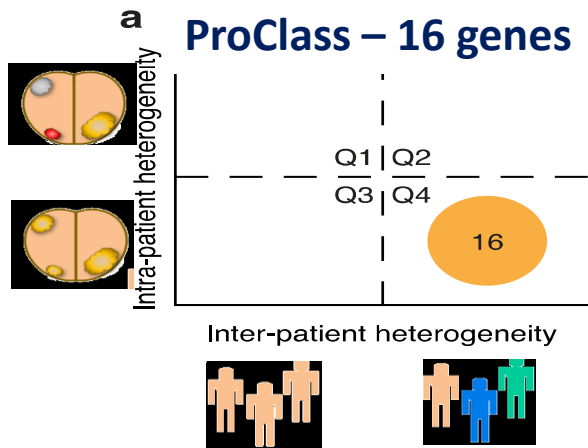 a
ProClass – 16 genes
Intra-patient heterogeneity
Q1
Q2
Q3
Q4
16
Inter-patient heterogeneity